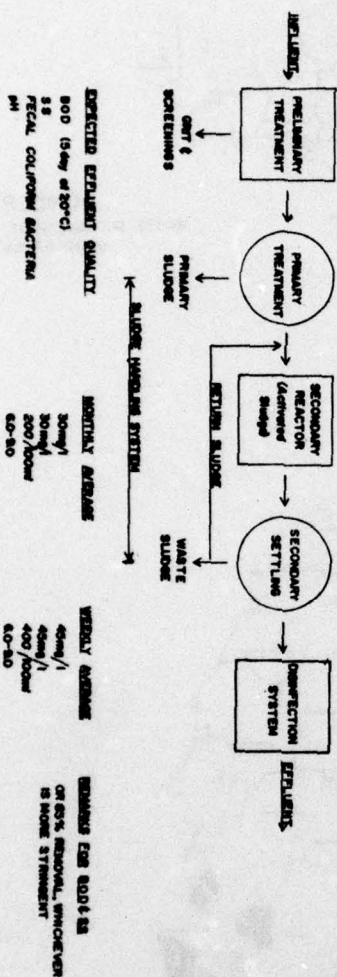 INFLUENT
PRELIMINARY
TREATMENT
GRIT &
SCREENINGS
PRIMARY
TREATMENT
PRIMARY
SLUDGE
SECONDARY
REACTOR
(Activated
Sludge)
RETURN SLUDGE
SECONDARY
SETTLING
WASTE
SLUDGE
DISINFECTION
SYSTEM
EFFLUENT
SLUDGE HANDLING SYSTEM
EXPECTED EFFLUENT QUALITY
MONTHLY AVERAGE
WEEKLY AVERAGE
REMARKS FOR BOD & SS
BOD (5 day at 20°C) 30mg/l 45mg/l OR 85% REMOVAL, WHICHEVER
SS 30mg/l 45mg/l IS MORE STRINGENT
FECAL COLIFORM BACTERIA 200/100ml 400/100ml
pH 6.0-9.0 6.0-9.0